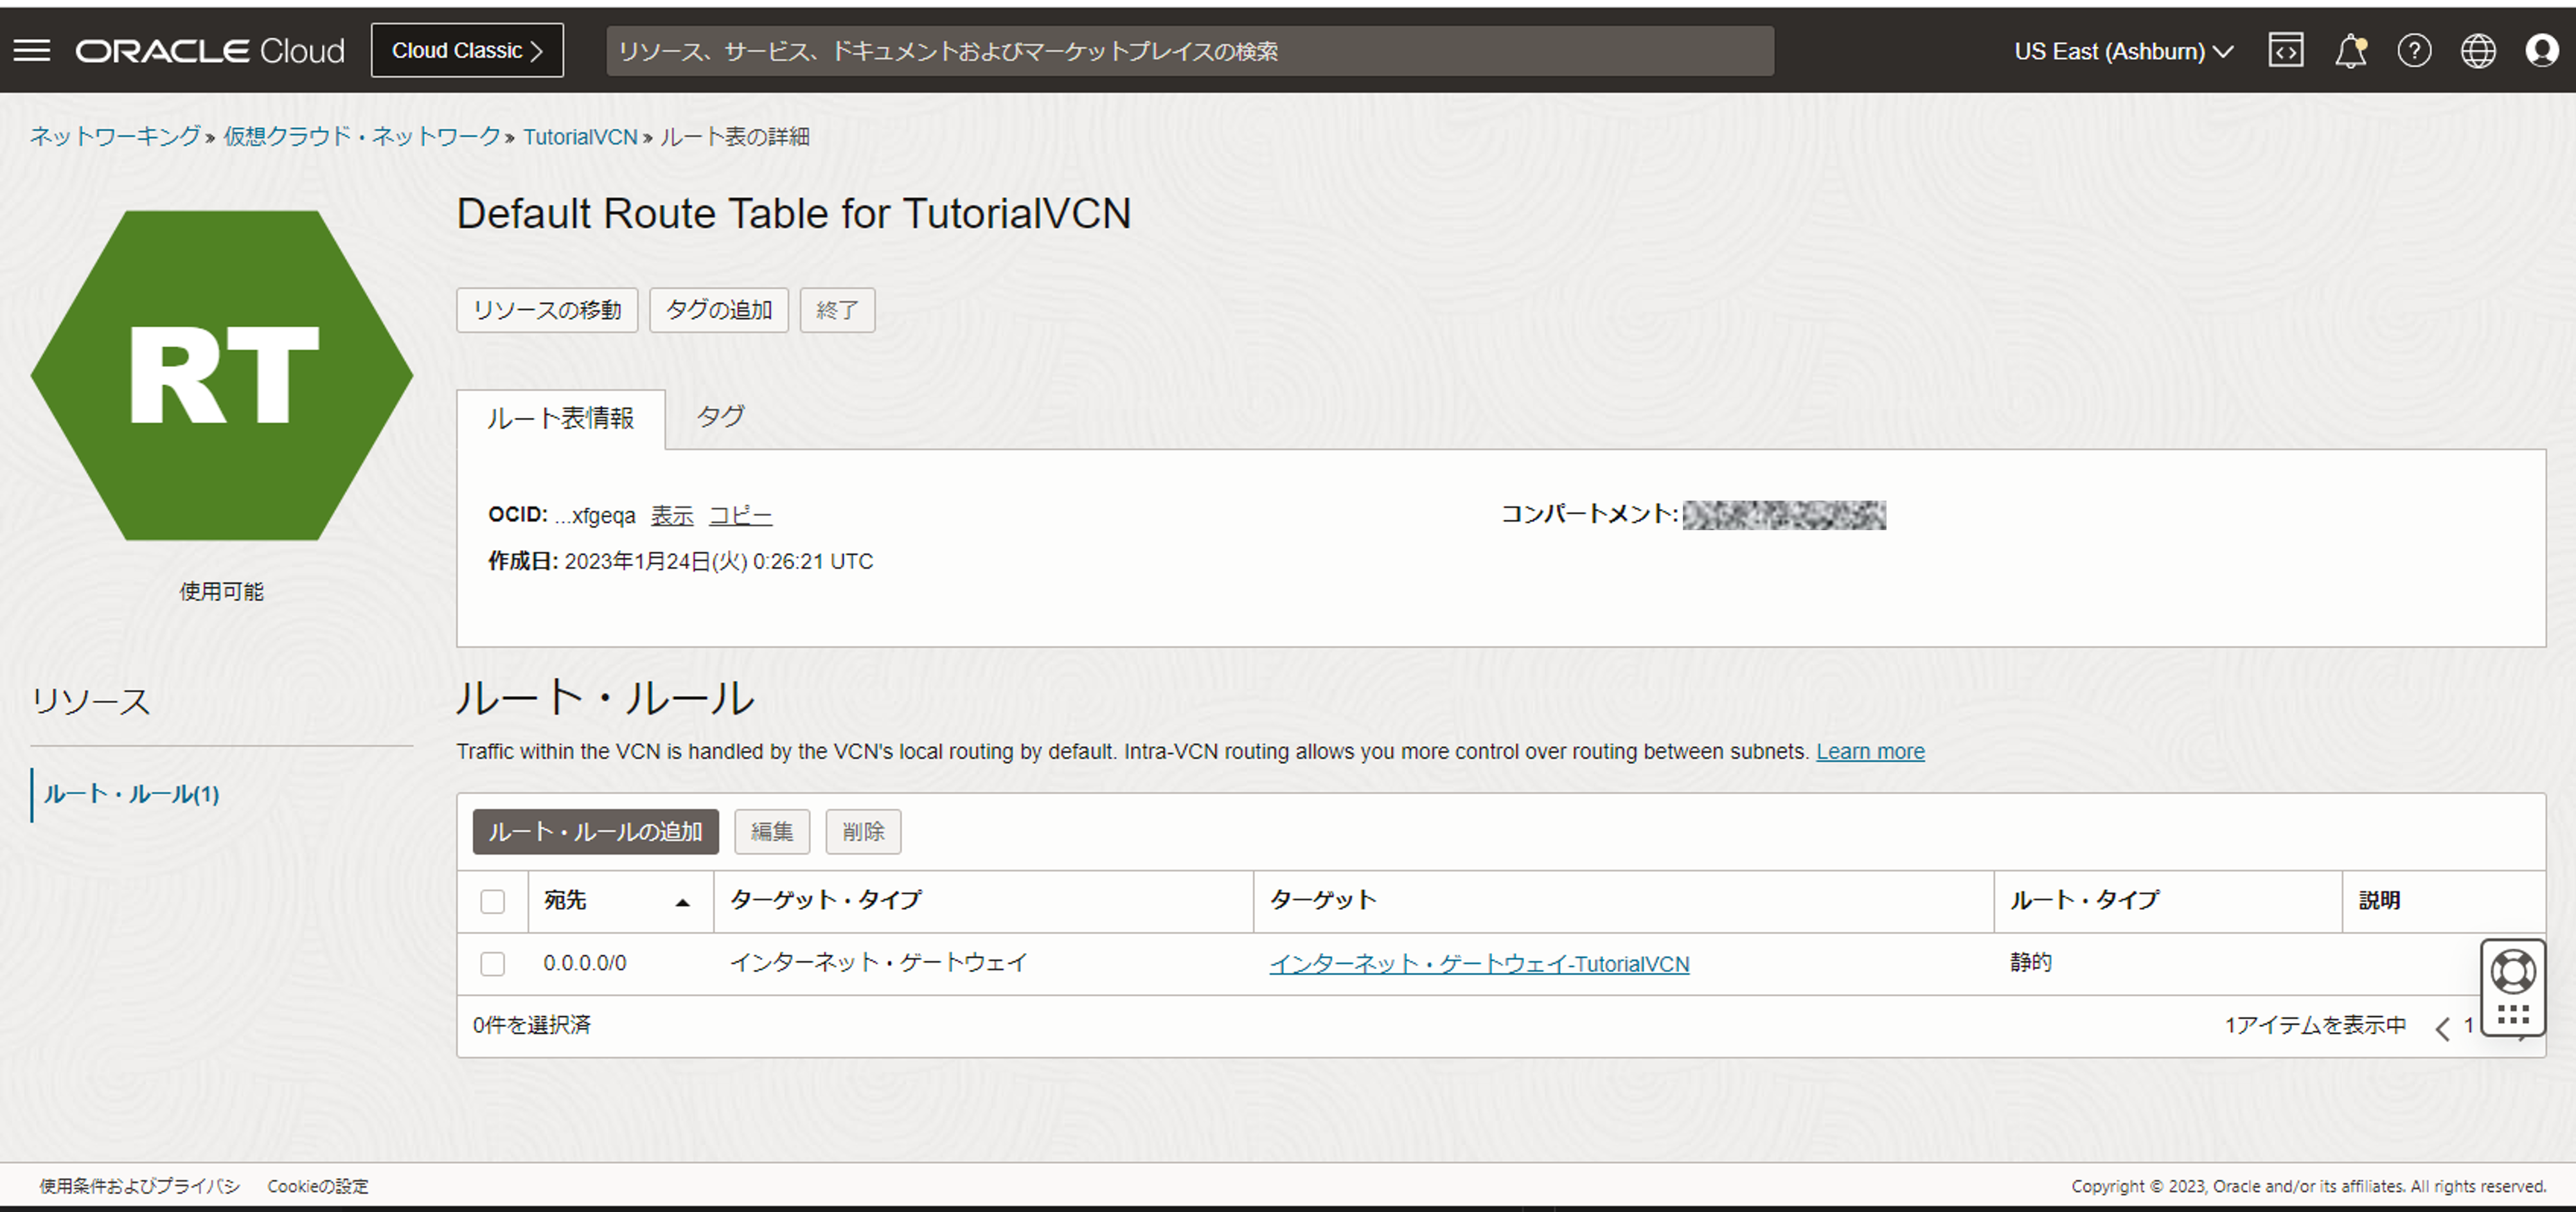 ORACLE Cloud
Cloud Classic
リソース、サービス、ドキュメントおよびマーケットプレイスの検索
US East (Ashburn)
ネットワーキング » 仮想クラウド・ネットワーク » TutorialVCN » ルート表の詳細
RT
使用可能
Default Route Table for TutorialVCN
リソースの移動 タグの追加 終了
ルート表情報 タグ
OCID: ...xfgeqa 表示 コピー
コンパートメント:
作成日: 2023年1月24日(火) 0:26:21 UTC
リソース
ルート・ルール(1)
ルート・ルール
Traffic within the VCN is handled by the VCN's local routing by default. Intra-VCN routing allows you more control over routing between subnets. Learn more
ルート・ルールの追加 編集 削除
宛先 ターゲット・タイプ ターゲット ルート・タイプ 説明
0.0.0.0/0 インターネット・ゲートウェイ インターネット・ゲートウェイ-TutorialVCN 静的
0件を選択済 1アイテムを表示中 1
使用条件およびプライバシ Cookieの設定
Copyright © 2023, Oracle and/or its affiliates. All rights reserved.